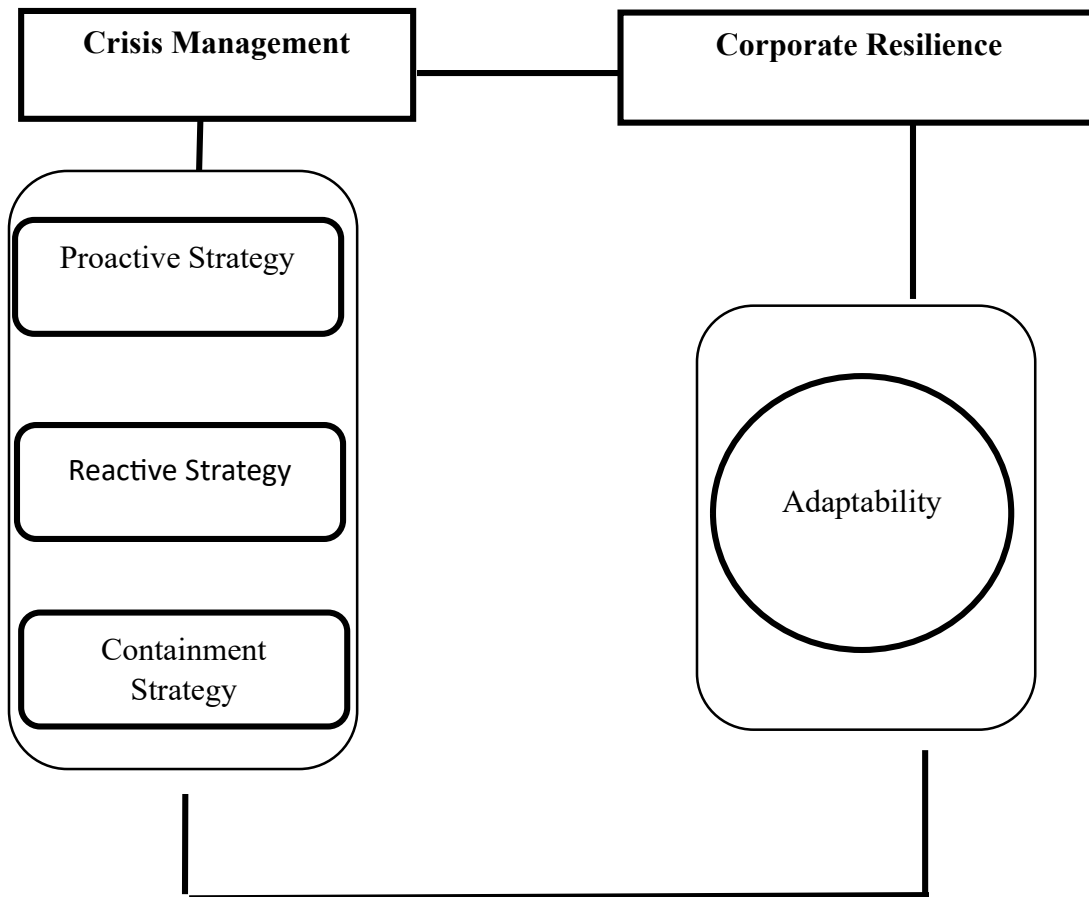 Crisis Management
Corporate Resilience
Proactive Strategy
Reactive Strategy
Containment
Strategy
Adaptability